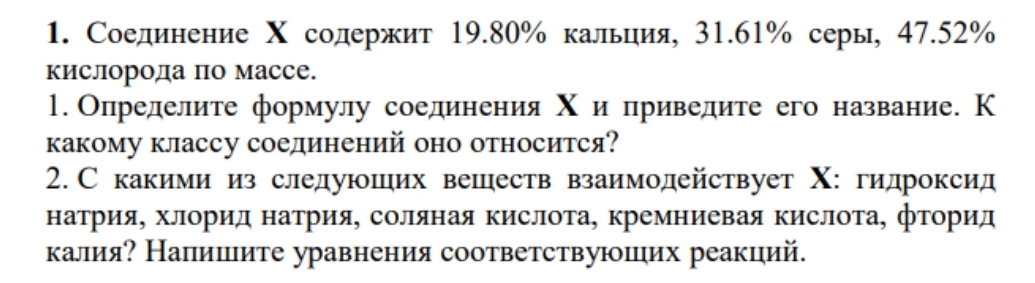 1. Соединение X содержит 19.80% кальция, 31.61% серы, 47.52%
кислорода по массе.
1. Определите формулу соединения X и приведите его название. К
какому классу соединений оно относится?
2. С какими из следующих веществ взаимодействует X: гидроксид
натрия, хлорид натрия, соляная кислота, кремниевая кислота, фторид
калия? Напишите уравнения соответствующих реакций.